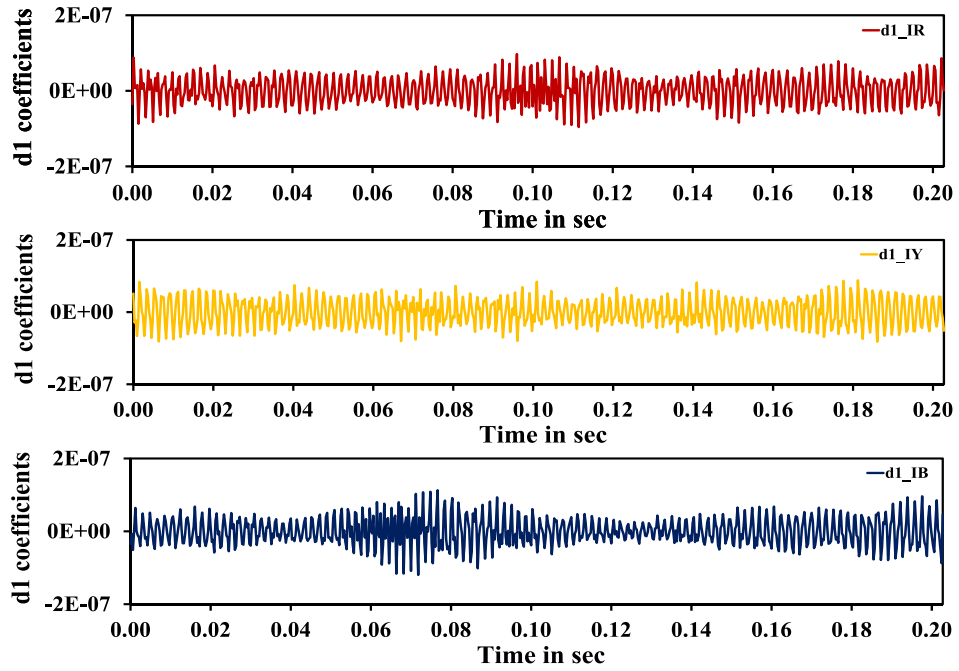 d1 coefficients
2E-07
0E+00
-2E-07
d1_IR
0.00 0.02 0.04 0.06 0.08 0.10 0.12 0.14 0.16 0.18 0.20
Time in sec
d1 coefficients
2E-07
0E+00
-2E-07
d1_IY
0.00 0.02 0.04 0.06 0.08 0.10 0.12 0.14 0.16 0.18 0.20
Time in sec
d1 coefficients
2E-07
0E+00
-2E-07
d1_IB
0.00 0.02 0.04 0.06 0.08 0.10 0.12 0.14 0.16 0.18 0.20
Time in sec